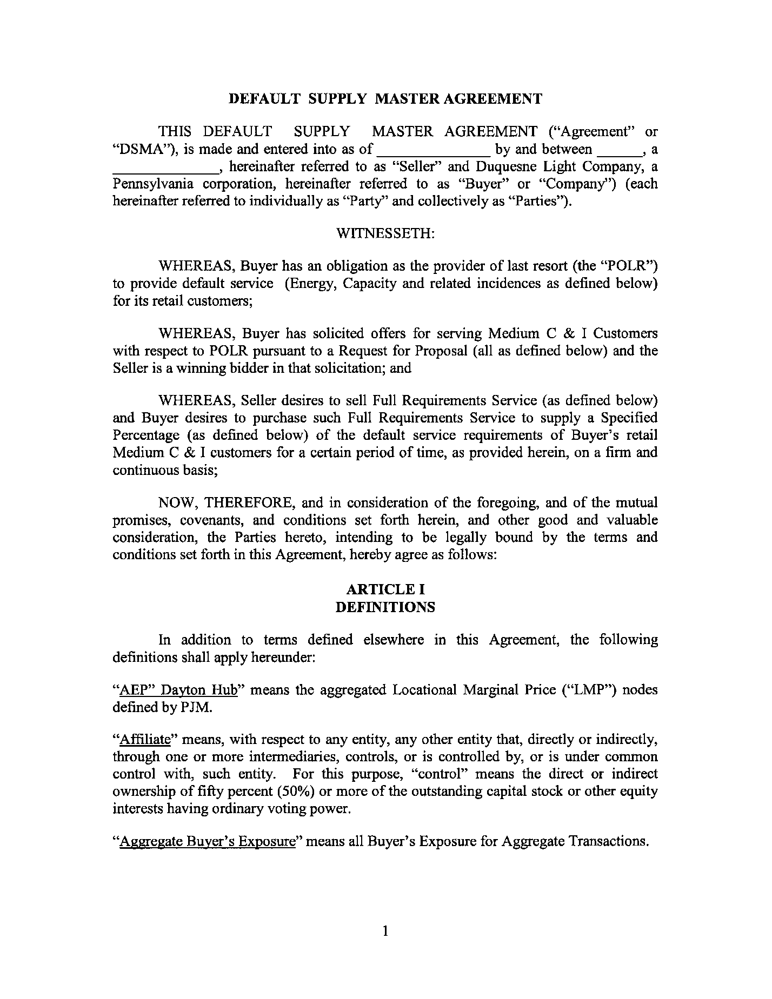 DEFAULT SUPPLY MASTER AGREEMENT
THIS DEFAULT SUPPLY MASTER AGREEMENT (“Agreement” or
“DSMA”), is made and entered into as of _______________ by and between ______, a
______________, hereinafter referred to as “Seller” and Duquesne Light Company, a
Pennsylvania corporation, hereinafter referred to as “Buyer” or “Company”) (each
hereinafter referred to individually as “Party” and collectively as “Parties”).
WITNESSETH:
WHEREAS, Buyer has an obligation as the provider of last resort (the “POLR”)
to provide default service (Energy, Capacity and related incidences as defined below)
for its retail customers;
WHEREAS, Buyer has solicited offers for serving Medium C & I Customers
with respect to POLR pursuant to a Request for Proposal (all as defined below) and the
Seller is a winning bidder in that solicitation; and
WHEREAS, Seller desires to sell Full Requirements Service (as defined below)
and Buyer desires to purchase such Full Requirements Service to supply a Specified
Percentage (as defined below) of the default service requirements of Buyer’s retail
Medium C & I customers for a certain period of time, as provided herein, on a firm and
continuous basis;
NOW, THEREFORE, and in consideration of the foregoing, and of the mutual
promises, covenants, and conditions set forth herein, and other good and valuable
consideration, the Parties hereto, intending to be legally bound by the terms and
conditions set forth in this Agreement, hereby agree as follows:
ARTICLE I
DEFINITIONS
In addition to terms defined elsewhere in this Agreement, the following
definitions shall apply hereunder:
“AEP” Dayton Hub” means the aggregated Locational Marginal Price (“LMP”) nodes
defined by PJM.
“Affiliate” means, with respect to any entity, any other entity that, directly or indirectly,
through one or more intermediaries, controls, or is controlled by, or is under common
control with, such entity. For this purpose, “control” means the direct or indirect
ownership of fifty percent (50%) or more of the outstanding capital stock or other equity
interests having ordinary voting power.
“Aggregate Buyer’s Exposure” means all Buyer’s Exposure for Aggregate Transactions.
1